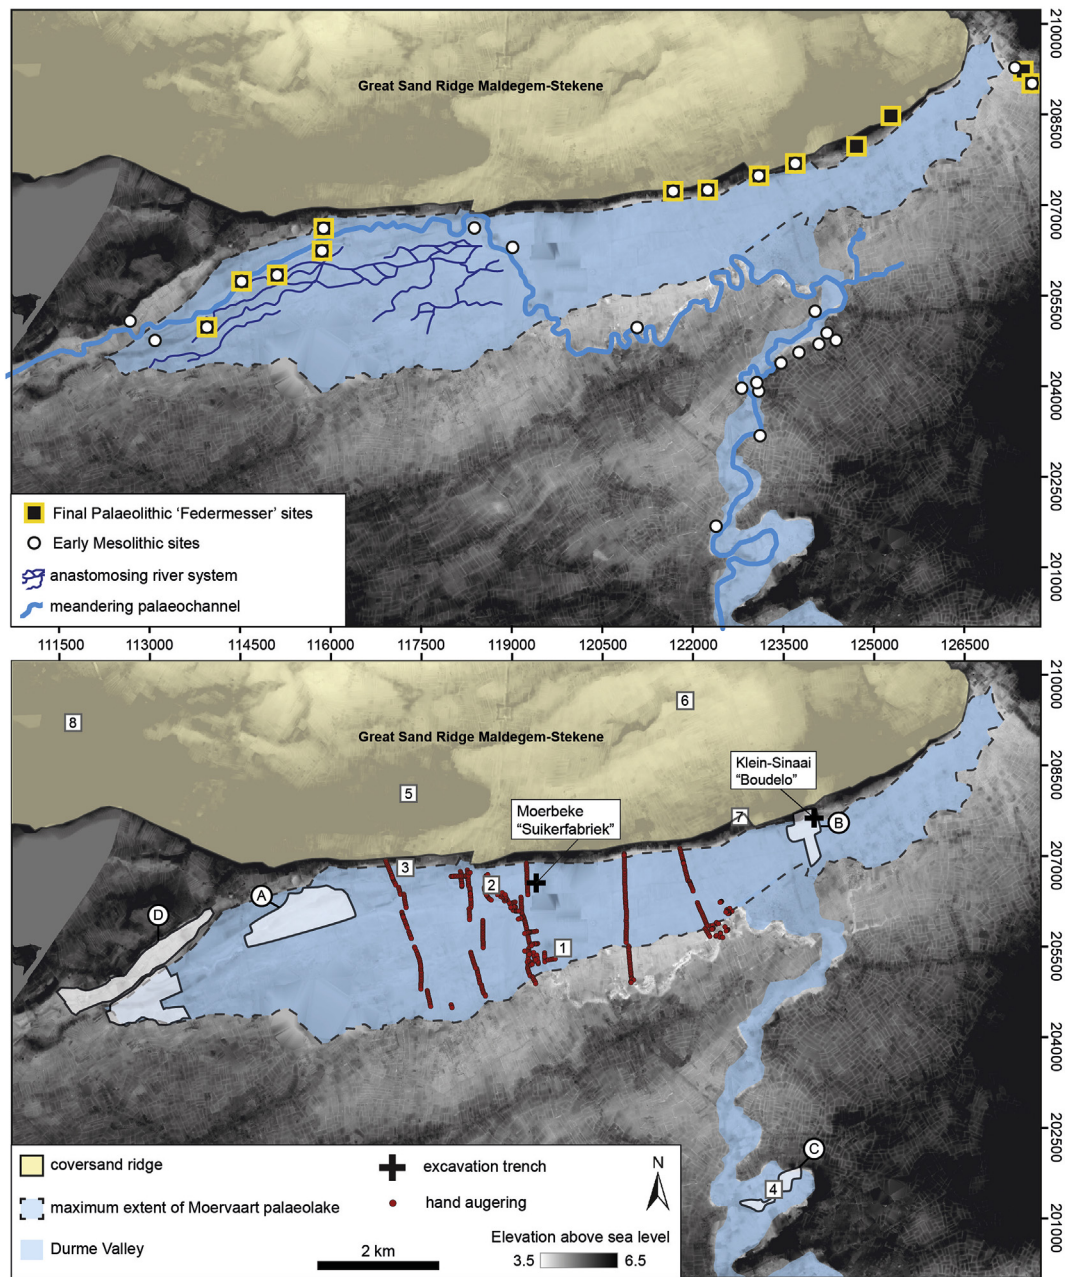 Great Sand Ridge Maldegem-Stekene
210000
208500
207000
205500
204000
202500
201000
Final Palaeolithic 'Federmesser' sites
Early Mesolithic sites
anastomosing river system
meandering palaeochannel
111500 113000 114500 116000 117500 119000 120500 122000 123500 125000 126500
8
6
Great Sand Ridge Maldegem-Stekene
5
Klein-Sinaai
"Boudelo"
Moerbeke
"Suikerfabriek"
7
B
3
2
A
D
1
C
4
210000
208500
207000
205500
204000
202500
201000
coversand ridge
maximum extent of Moervaart palaeolake
Durme Valley
excavation trench
hand augering
N
2 km
Elevation above sea level
3.5 6.5